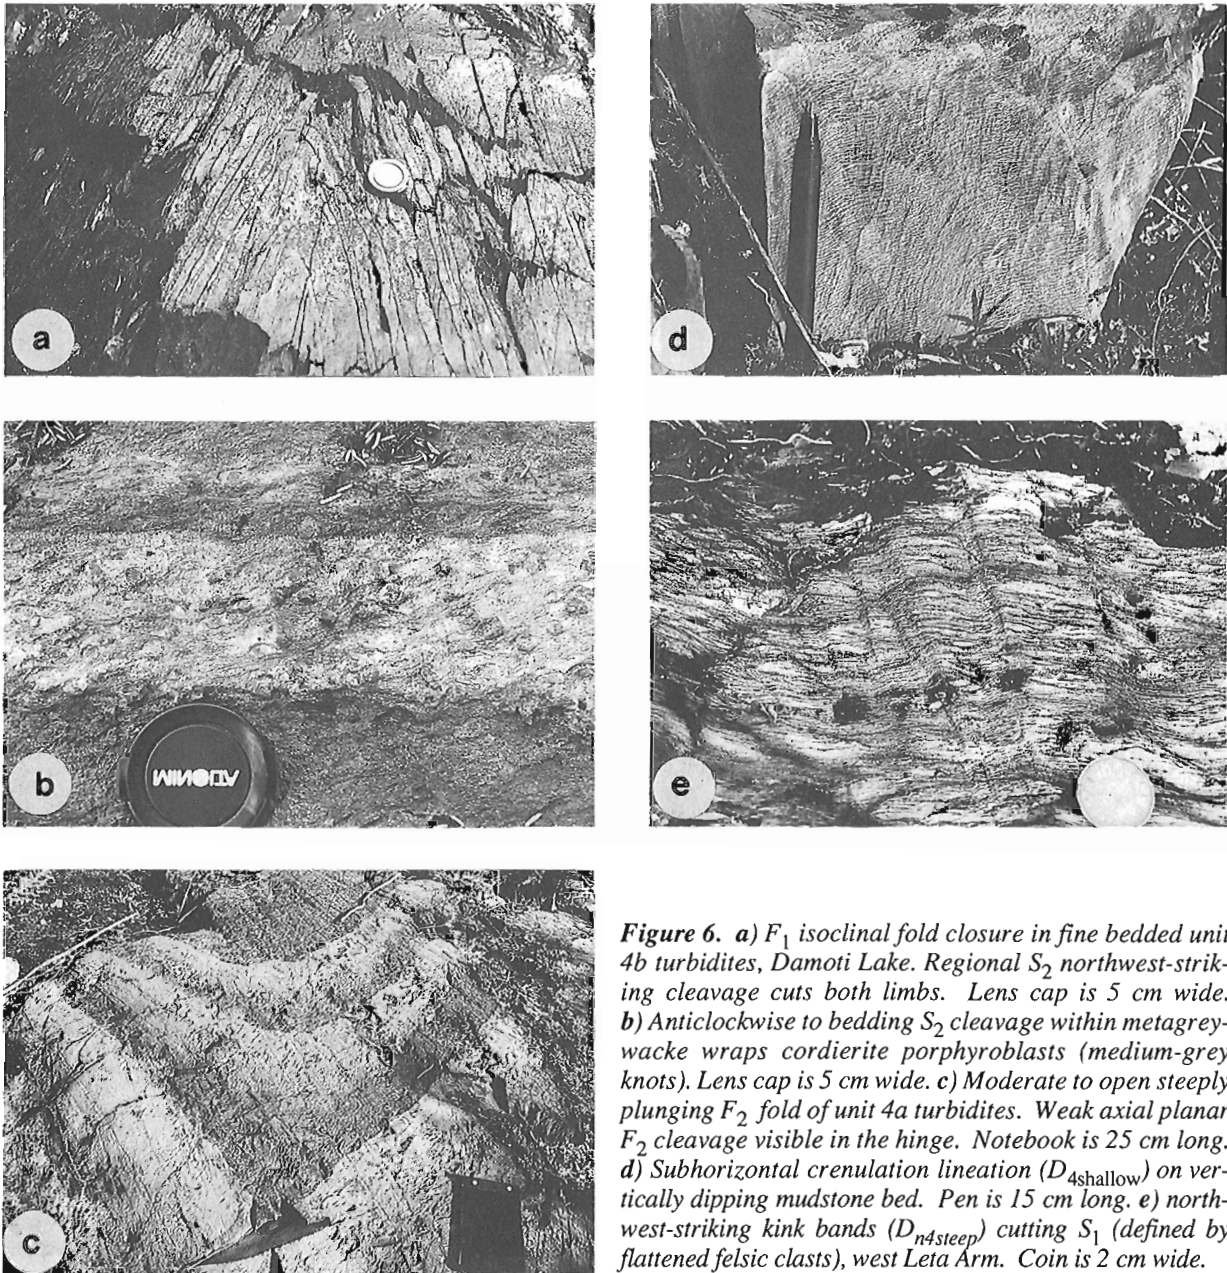 a
d
b
MINOLTA
e
c
Figure 6. a) F1 isoclinal fold closure in fine bedded unit
4b turbidites, Damoti Lake. Regional S2 northwest-strik-
ing cleavage cuts both limbs. Lens cap is 5 cm wide.
b) Anticlockwise to bedding S2 cleavage within metagrey-
wacke wraps cordierite porphyroblasts (medium-grey
knots). Lens cap is 5 cm wide. c) Moderate to open steeply
plunging F2 fold of unit 4a turbidites. Weak axial planar
F2 cleavage visible in the hinge. Notebook is 25 cm long.
d) Subhorizontal crenulation lineation (D4shallow) on ver-
tically dipping mudstone bed. Pen is 15 cm long. e) north-
west-striking kink bands (Dn4steep) cutting S1 (defined by
flattened felsic clasts), west Leta Arm. Coin is 2 cm wide.